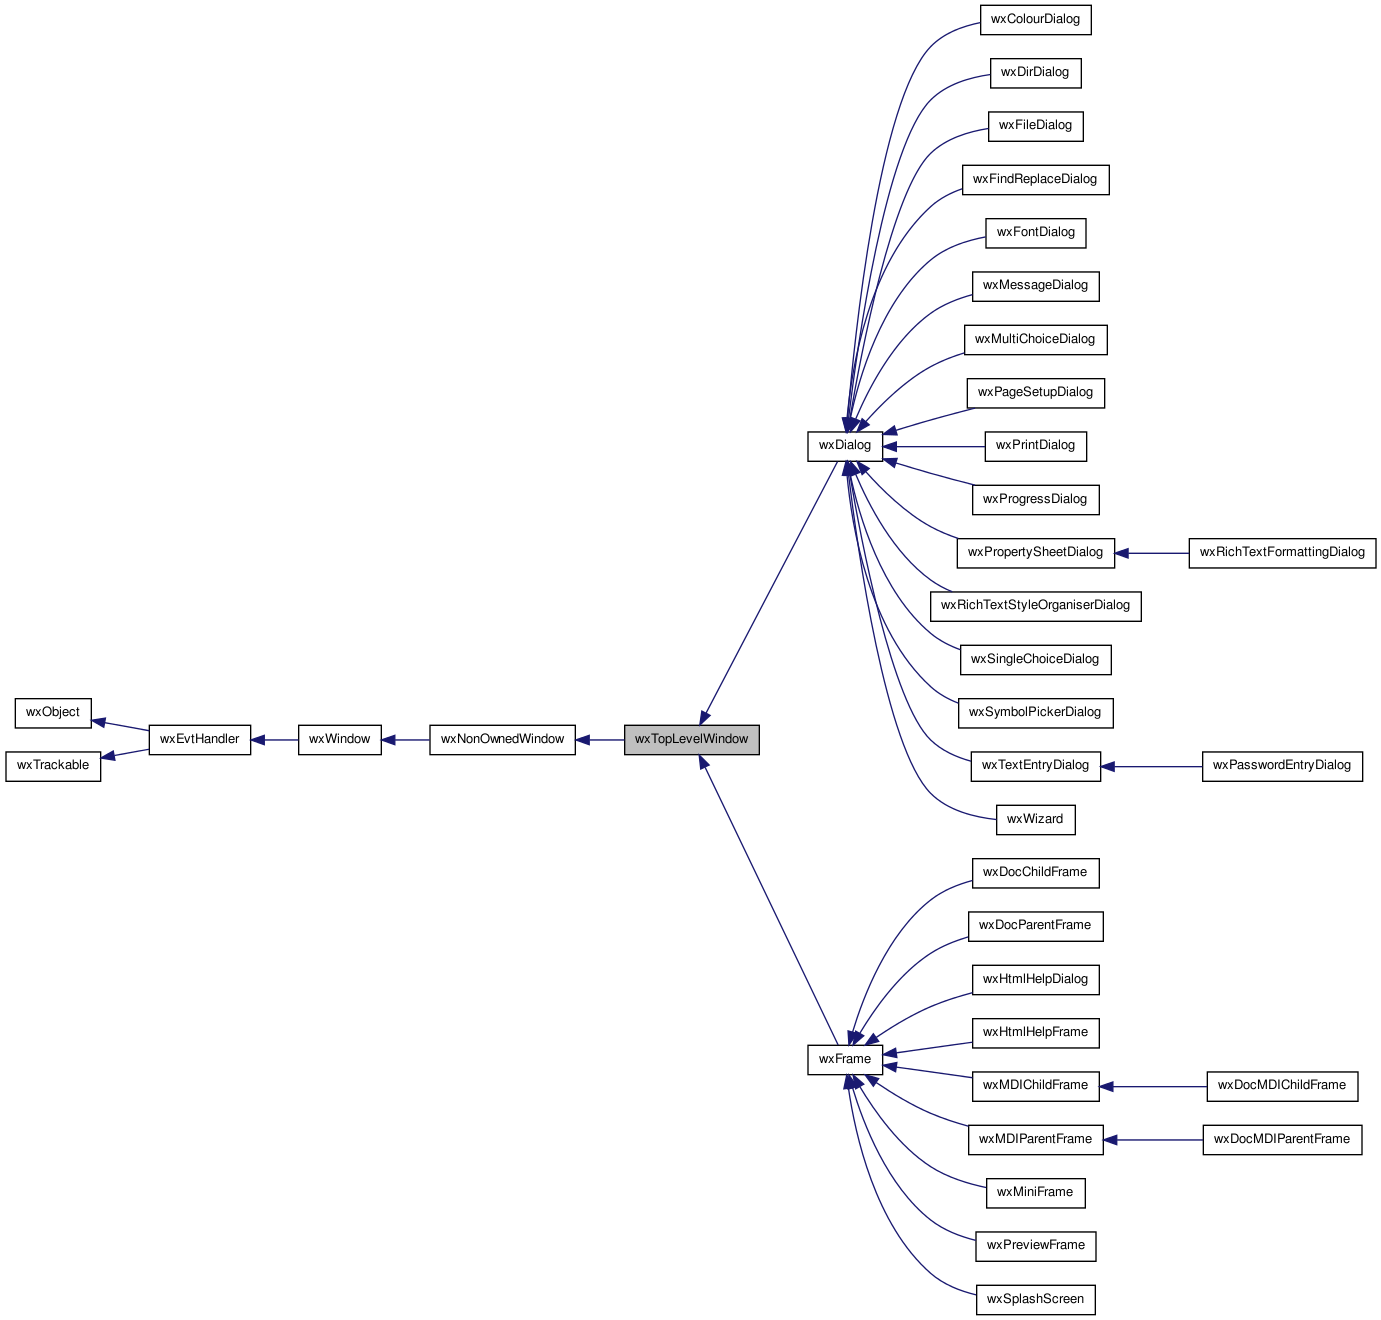 wxColourDialog
wxDirDialog
wxFileDialog
wxFindReplaceDialog
wxFontDialog
wxMessageDialog
wxMultiChoiceDialog
wxPageSetupDialog
wxDialog
wxPrintDialog
wxProgressDialog
wxPropertySheetDialog
wxRichTextFormattingDialog
wxRichTextStyleOrganiserDialog
wxSingleChoiceDialog
wxObject
wxSymbolPickerDialog
wxEvtHandler
wxWindow
wxNonOwnedWindow
wxTopLevelWindow
wxTrackable
wxTextEntryDialog
wxPasswordEntryDialog
wxWizard
wxDocChildFrame
wxDocParentFrame
wxHtmlHelpDialog
wxHtmlHelpFrame
wxFrame
wxMDIChildFrame
wxDocMDIChildFrame
wxMDIParentFrame
wxDocMDIParentFrame
wxMiniFrame
wxPreviewFrame
wxSplashScreen